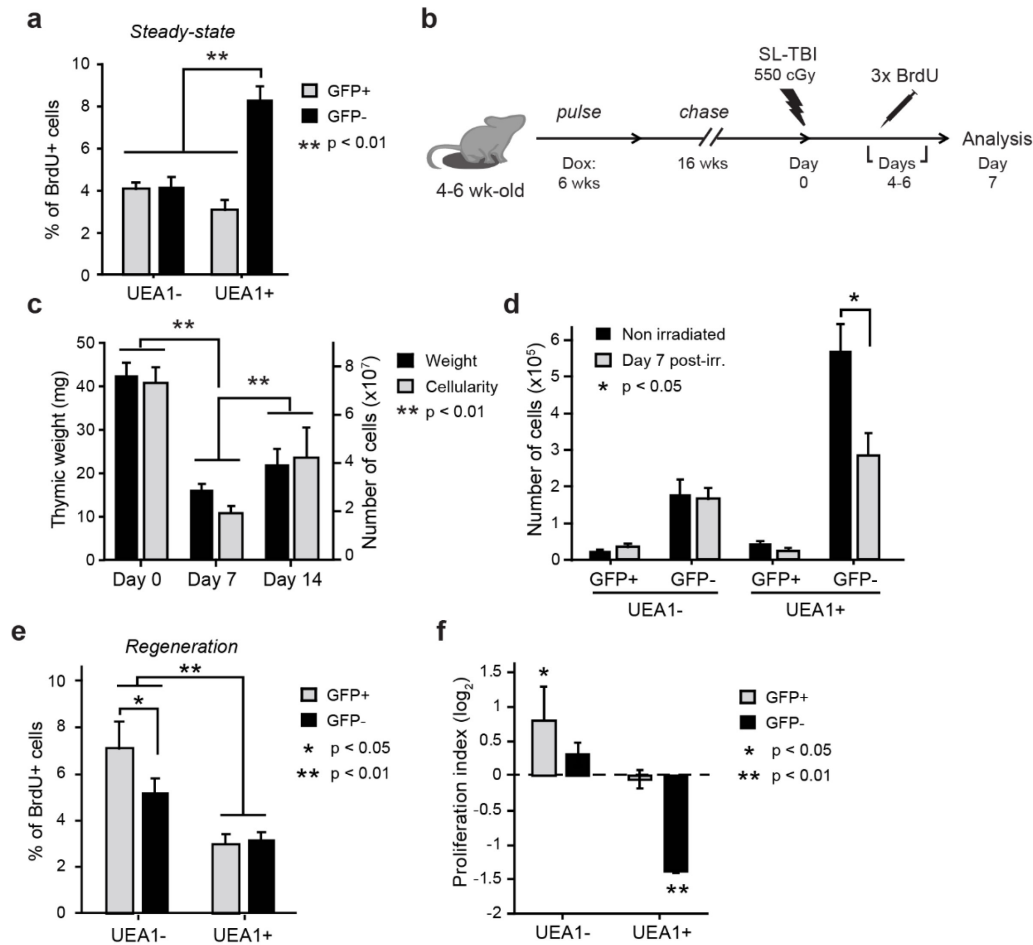 a
Steady-state
% of BrdU+ cells
10
8
6
4
2
0
**
GFP+
GFP-
** p < 0.01
UEA1- UEA1+
b
4-6 wk-old
pulse
Dox:
6 wks
chase
16 wks
SL-TBI
550 cGy
Day
0
3x BrdU
Days
4-6
Analysis
Day
7
c
Thymic weight (mg)
50
40
30
20
10
0
**
**
Number of cells (x10⁷)
8
6
4
2
0
Weight
Cellularity
** p < 0.01
Day 0 Day 7 Day 14
d
Number of cells (x10⁵)
6
5
4
3
2
1
0
Non irradiated
Day 7 post-irr.
* p < 0.05
*
GFP+ GFP- GFP+ GFP-
UEA1- UEA1+
e
Regeneration
% of BrdU+ cells
10
8
6
4
2
0
**
*
GFP+
GFP-
* p < 0.05
** p < 0.01
UEA1- UEA1+
f
Proliferation index (log₂)
1.5
1
0.5
0
-0.5
-1
-1.5
-2
*
**
GFP+
GFP-
* p < 0.05
** p < 0.01
UEA1- UEA1+